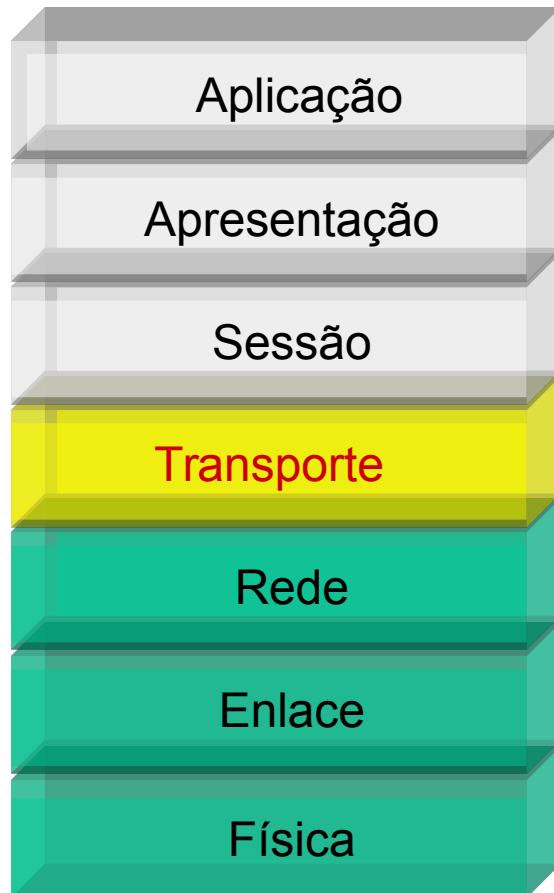 Aplicação
Apresentação
Sessão
Transporte
Rede
Enlace
Física